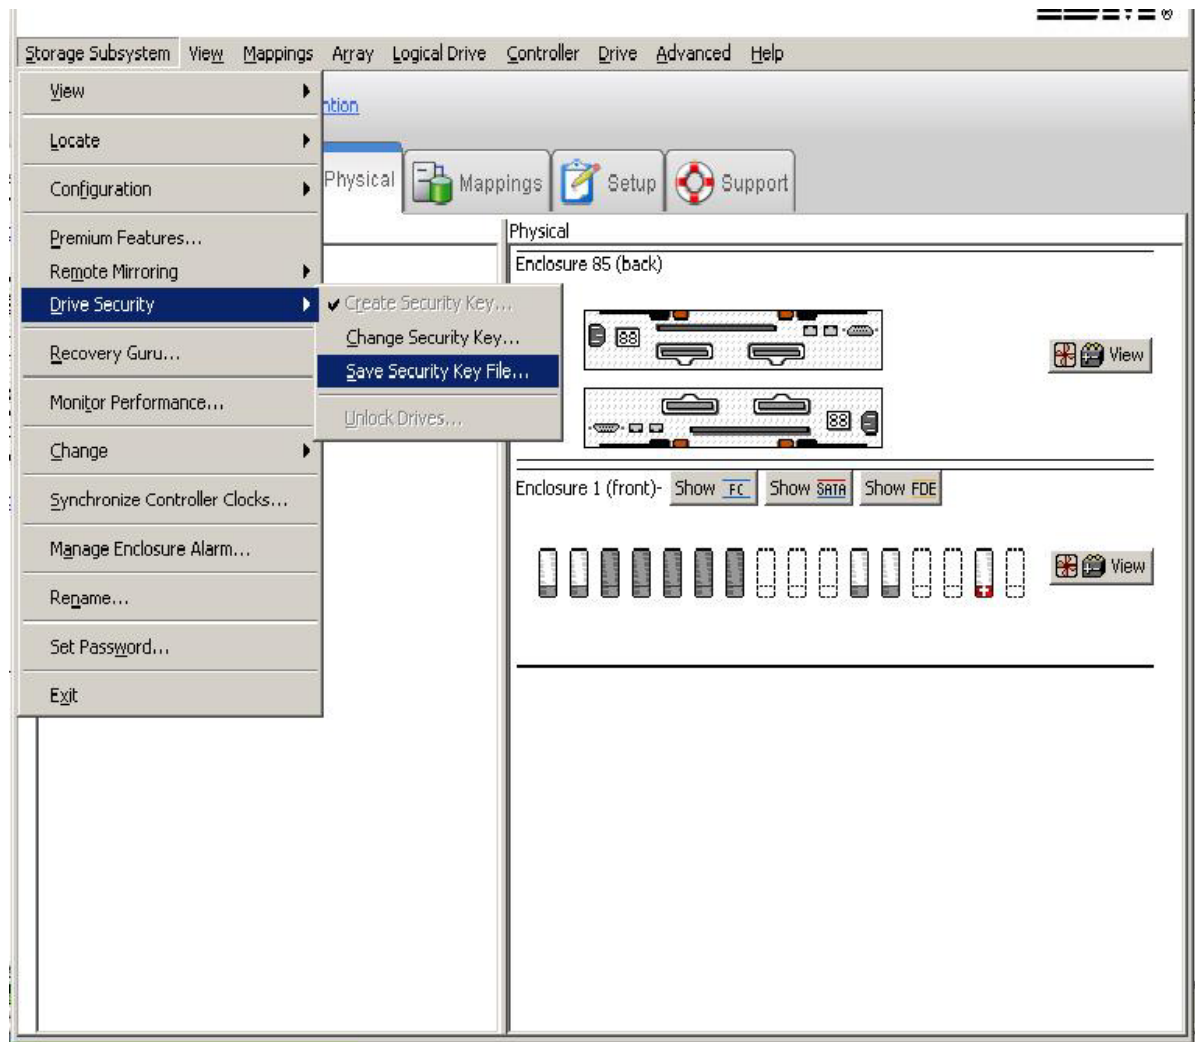 Storage Subsystem View Mappings Array Logical Drive Controller Drive Advanced Help
View
ntion
Locate
Physical Mappings Setup Support
Configuration
Physical
Premium Features...
Enclosure 85 (back)
Remote Mirroring
Drive Security
Create Security Key...
Change Security Key...
Save Security Key File...
Unlock Drives...
88
View
88
Recovery Guru...
Monitor Performance...
Change
Enclosure 1 (front)- Show FC Show SATA Show FDE
Synchronize Controller Clocks...
Manage Enclosure Alarm...
View
Rename...
Set Password...
Exit